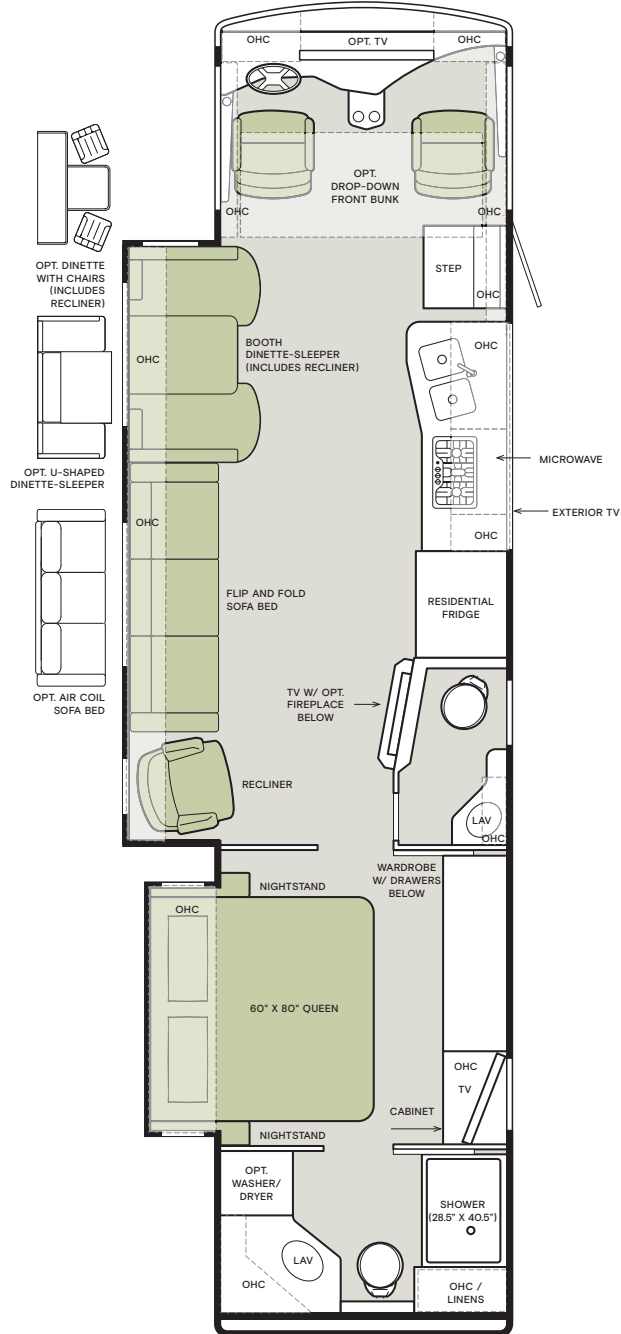 OHC
OPT. TV
OHC
OPT.
DROP-DOWN
FRONT BUNK
OHC
OHC
STEP
OHC
OPT. DINETTE
WITH CHAIRS
(INCLUDES
RECLINER)
BOOTH
DINETTE-SLEEPER
(INCLUDES RECLINER)
OHC
OHC
OPT. U-SHAPED
DINETTE-SLEEPER
MICROWAVE
EXTERIOR TV
OHC
OHC
FLIP AND FOLD
SOFA BED
RESIDENTIAL
FRIDGE
OPT. AIR COIL
SOFA BED
TV W/ OPT.
FIREPLACE
BELOW
RECLINER
LAV
OHC
WARDROBE
W/ DRAWERS
BELOW
NIGHTSTAND
OHC
60" X 80" QUEEN
OHC
TV
CABINET
NIGHTSTAND
OPT.
WASHER/
DRYER
SHOWER
(28.5" X 40.5")
LAV
OHC
OHC /
LINENS